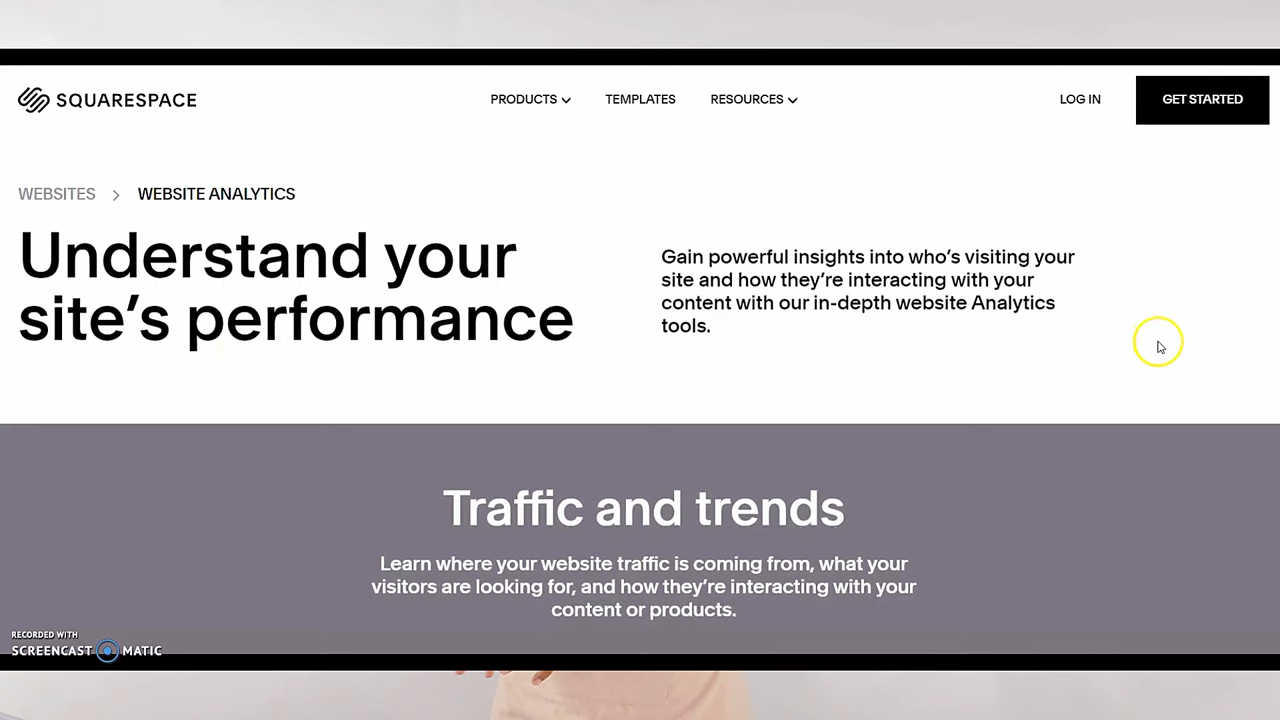 SQUARESPACE
PRODUCTS
TEMPLATES
RESOURCES
LOG IN
GET STARTED
WEBSITES > WEBSITE ANALYTICS
Understand your
site's performance
Gain powerful insights into who's visiting your
site and how they're interacting with your
content with our in-depth website Analytics
tools.
Traffic and trends
Learn where your website traffic is coming from, what your
visitors are looking for, and how they're interacting with your
content or products.
RECORDED WITH
SCREENCAST MATIC